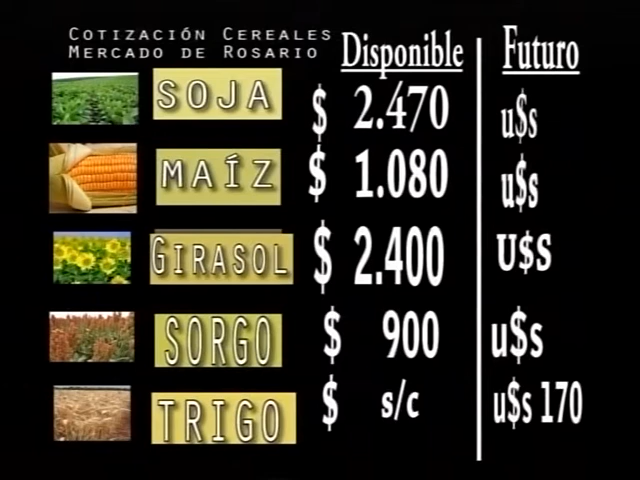 Cotización Cereales
Mercado de Rosario
Disponible
Futuro
SOJA $ 2.470 u$s
MAÍZ $ 1.080 u$s
GIRASOL $ 2.400 U$S
SORGO $ 900 u$s
TRIGO $ s/c u$s 170